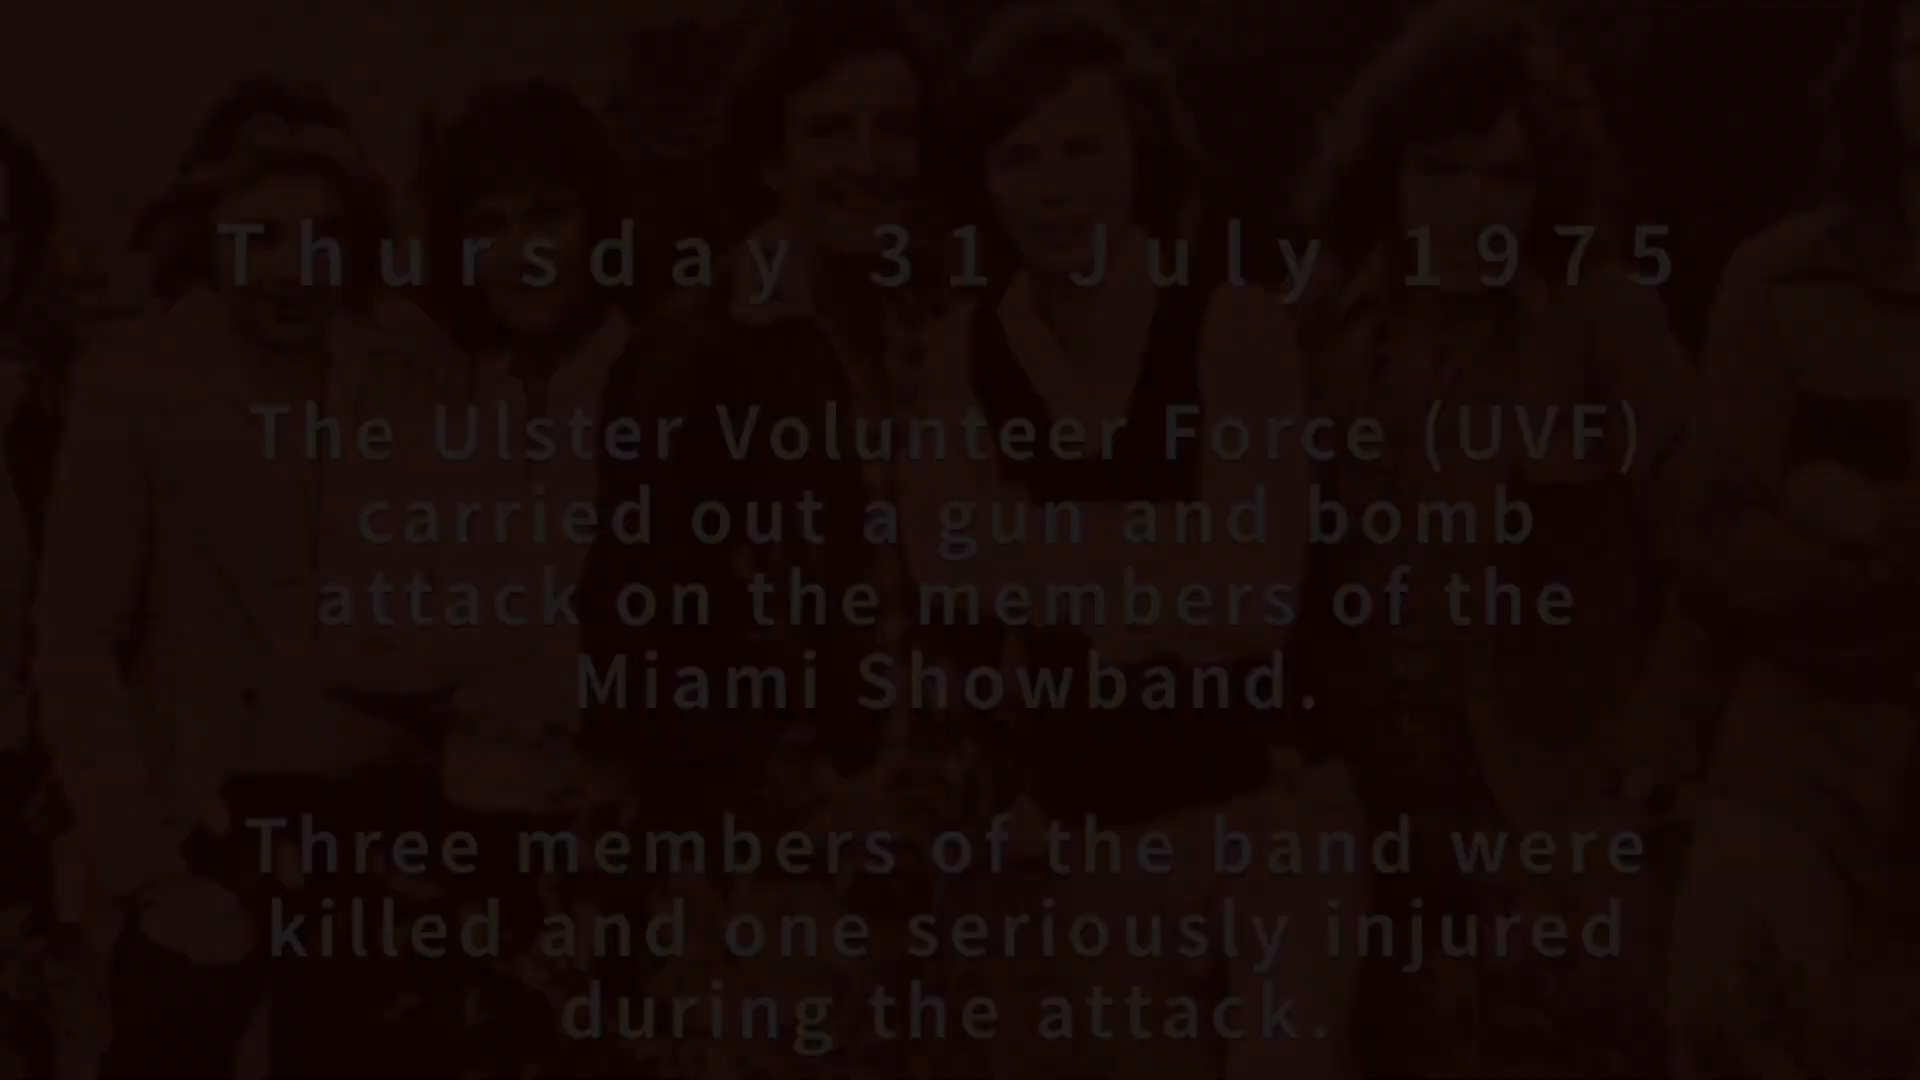 Thursday 31 July 1975
The Ulster Volunteer Force (UVF)
carried out a gun and bomb
attack on the members of the
Miami Showband.
Three members of the band were
killed and one seriously injured
during the attack.